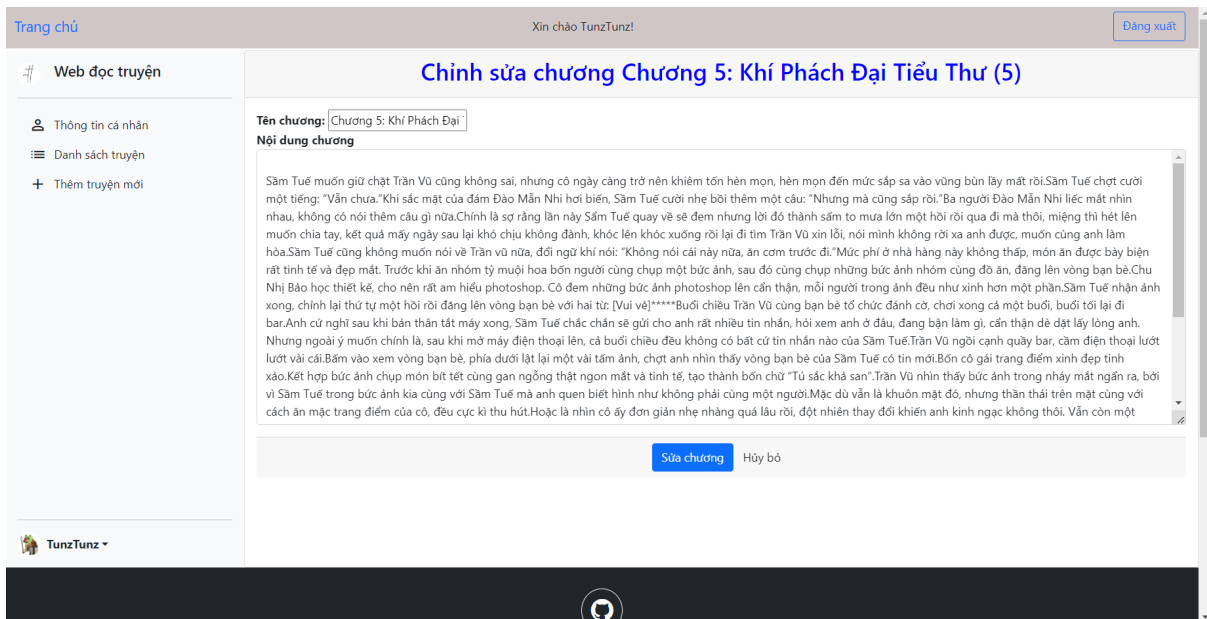 Trang chủ
Xin chào TunzTunz!
Đăng xuất
Web đọc truyện
Thông tin cá nhân
Danh sách truyện
Thêm truyện mới
Chỉnh sửa chương Chương 5: Khí Phách Đại Tiểu Thư (5)
Tên chương: Chương 5: Khí Phách Đại
Nội dung chương
Sầm Tuế muốn giữ chặt Trần Vũ cũng không sai, nhưng cô ngày càng trở nên khiêm tốn hèn mọn, hèn mọn đến mức sắp sa vào vũng bùn lầy mất rồi.Sầm Tuế chợt cười
một tiếng: “Vẫn chưa.”Khi sắc mặt của đám Đào Mẫn Nhi hơi biến, Sầm Tuế cười nhẹ bồi thêm một câu: “Nhưng mà cũng sắp rồi.”Ba người Đào Mẫn Nhi liếc mắt nhìn
nhau, không có nói thêm câu gì nữa.Chính là sợ rằng lần này Sẩm Tuế quay về sẽ đem nhưng lời đó thành sấm to mưa lớn một hồi rồi qua đi mà thôi, miệng thì hét lên
muốn chia tay, kết quả mấy ngày sau lại khó chịu không đành, khóc lên khóc xuống rồi lại đi tìm Trần Vũ xin lỗi, nói mình không rời xa anh được, muốn cùng anh làm
hòa.Sầm Tuế cũng không muốn nói về Trần vũ nữa, đổi ngữ khí nói: “Không nói cái này nữa, ăn cơm trước đi.”Mức phí ở nhà hàng này không thấp, món ăn được bày biện
rất tinh tế và đẹp mắt. Trước khi ăn nhóm tỷ muội hoa bốn người cùng chụp một bức ảnh, sau đó cùng chụp những bức ảnh nhóm cùng đồ ăn, đăng lên vòng bạn bè.Chu
Nhị Bảo học thiết kế, cho nên rất am hiểu photoshop. Cô đem những bức ảnh photoshop lên cẩn thận, mỗi người trong ảnh đều như xinh hơn một phần.Sầm Tuế nhận ảnh
xong, chỉnh lại thứ tự một hồi rồi đăng lên vòng bạn bè với hai từ: [Vui vẻ]*****Buổi chiều Trần Vũ cùng bạn bè tổ chức đánh cờ, chơi xong cả một buổi, buổi tối lại đi
bar.Anh cứ nghĩ sau khi bản thân tắt máy xong, Sầm Tuế chắc chắn sẽ gửi cho anh rất nhiều tin nhắn, hỏi xem anh ở đâu, đang bận làm gì, cẩn thận dè dặt lấy lòng anh.
Nhưng ngoài ý muốn chính là, sau khi mở máy điện thoại lên, cả buổi chiều đều không có bất cứ tin nhắn nào của Sầm Tuế.Trần Vũ ngồi cạnh quầy bar, cầm điện thoại lướt
lướt vài cái.Bấm vào xem vòng bạn bè, phía dưới lật lại một vài tấm ảnh, chợt anh nhìn thấy vòng bạn bè của Sầm Tuế có tin mới.Bốn cô gái trang điểm xinh đẹp tinh
xảo.Kết hợp bức ảnh chụp món bít tết cùng gan ngỗng thật ngon mắt và tinh tế, tạo thành bốn chữ “Tú sắc khả san”.Trần Vũ nhìn thấy bức ảnh trong nháy mắt ngẩn ra, bởi
vì Sầm Tuế trong bức ảnh kia cùng với Sầm Tuế mà anh quen biết hình như không phải cùng một người.Mặc dù vẫn là khuôn mặt đó, nhưng thần thái trên mặt cùng với
cách ăn mặc trang điểm của cô, đều cực kì thu hút.Hoặc là nhìn cô ấy đơn giản nhẹ nhàng quá lâu rồi, đột nhiên thay đổi khiến anh kinh ngạc không thôi. Vẫn còn một
Sửa chương
Hủy bỏ
TunzTunz